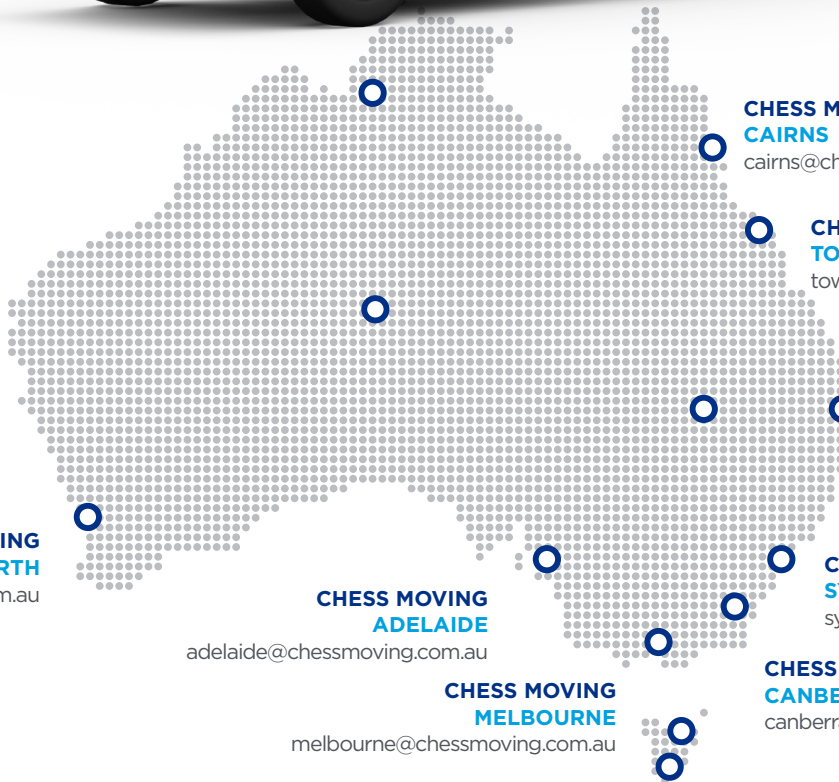 CHESS M
CAIRNS
cairns@ch
CH
TO
tow
ING
RTH
m.au
CHESS MOVING
ADELAIDE
adelaide@chessmoving.com.au
C
S
sy
CHESS
CANBE
canberra
CHESS MOVING
MELBOURNE
melbourne@chessmoving.com.au